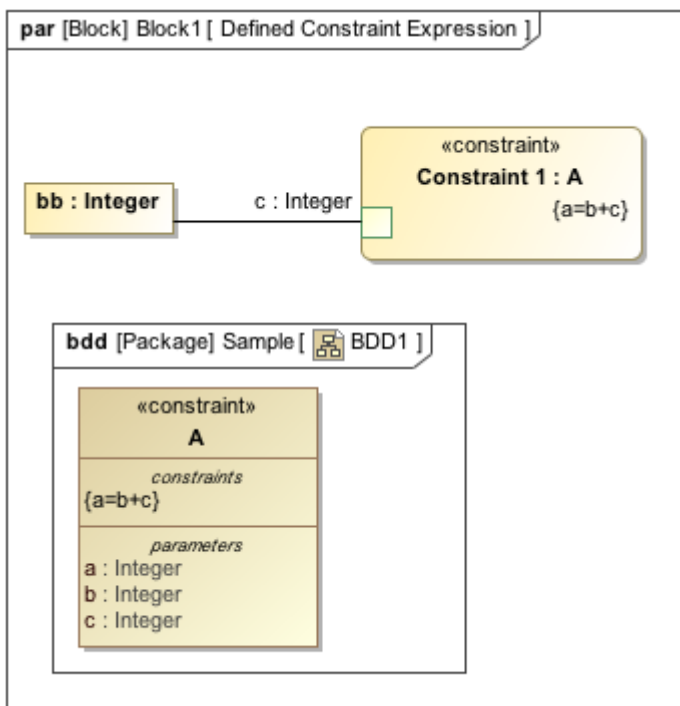 par [Block] Block1 [ Defined Constraint Expression ]
«constraint»
Constraint 1 : A
{a=b+c}
bb : Integer
c : Integer
bdd [Package] Sample [ BDD1 ]
«constraint»
A
constraints
{a=b+c}
parameters
a : Integer
b : Integer
c : Integer